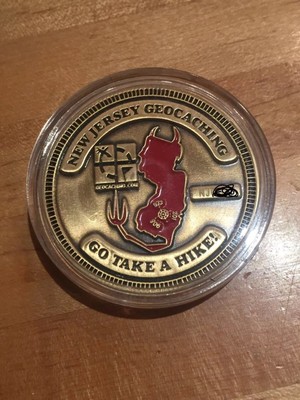 NEW JERSEY GEOCACHING
GEOCACHING.COM
NJ
GO TAKE A HIKE!